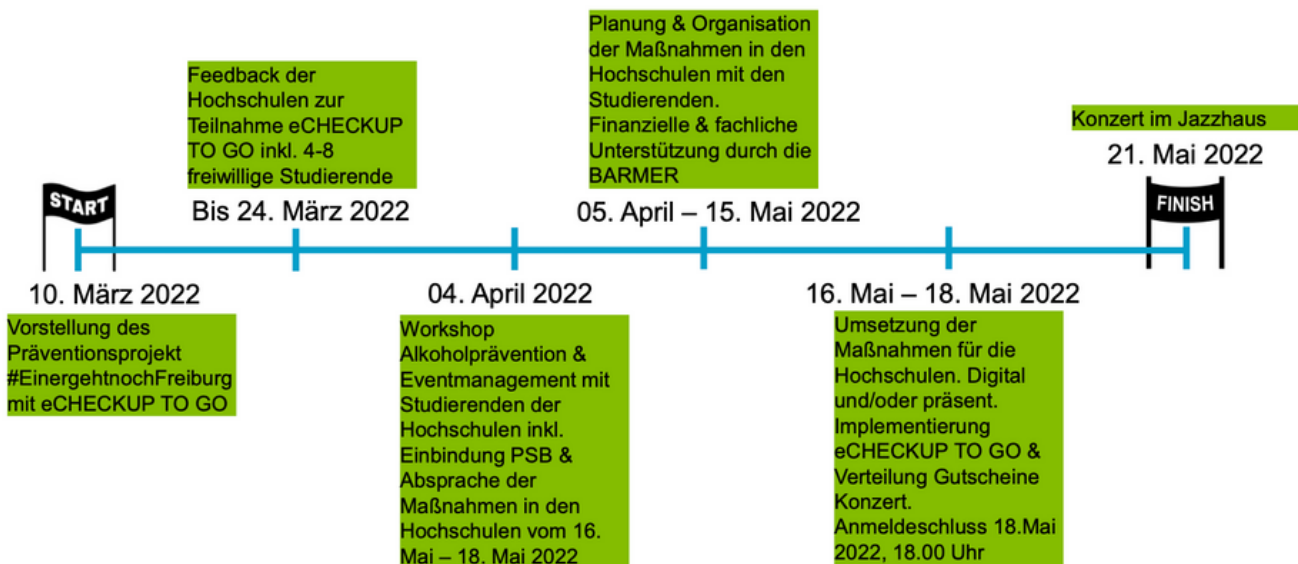 START
10. März 2022
Vorstellung des
Präventionsprojekt
#EinergehtnochFreiburg
mit eCHECKUP TO GO
Feedback der
Hochschulen zur
Teilnahme eCHECKUP
TO GO inkl. 4-8
freiwillige Studierende
Bis 24. März 2022
04. April 2022
Workshop
Alkoholprävention &
Eventmanagement mit
Studierenden der
Hochschulen inkl.
Einbindung PSB &
Absprache der
Maßnahmen in den
Hochschulen vom 16.
Mai – 18. Mai 2022
Planung & Organisation
der Maßnahmen in den
Hochschulen mit den
Studierenden.
Finanzielle & fachliche
Unterstützung durch die
BARMER
05. April – 15. Mai 2022
16. Mai – 18. Mai 2022
Umsetzung der
Maßnahmen für die
Hochschulen. Digital
und/oder präsent.
Implementierung
eCHECKUP TO GO &
Verteilung Gutscheine
Konzert.
Anmeldeschluss 18.Mai
2022, 18.00 Uhr
Konzert im Jazzhaus
21. Mai 2022
FINISH